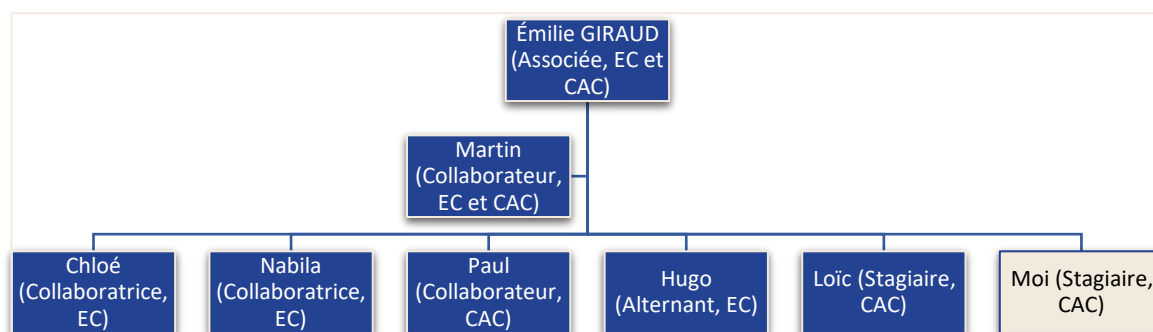 Émilie GIRAUD
(Associée, EC et
CAC)
Martin
(Collaborateur,
EC et CAC)
Chloé
(Collaboratrice,
EC)
Nabila
(Collaboratrice,
EC)
Paul
(Collaborateur,
CAC)
Hugo
(Alternant, EC)
Loïc (Stagiaire,
CAC)
Moi (Stagiaire,
CAC)